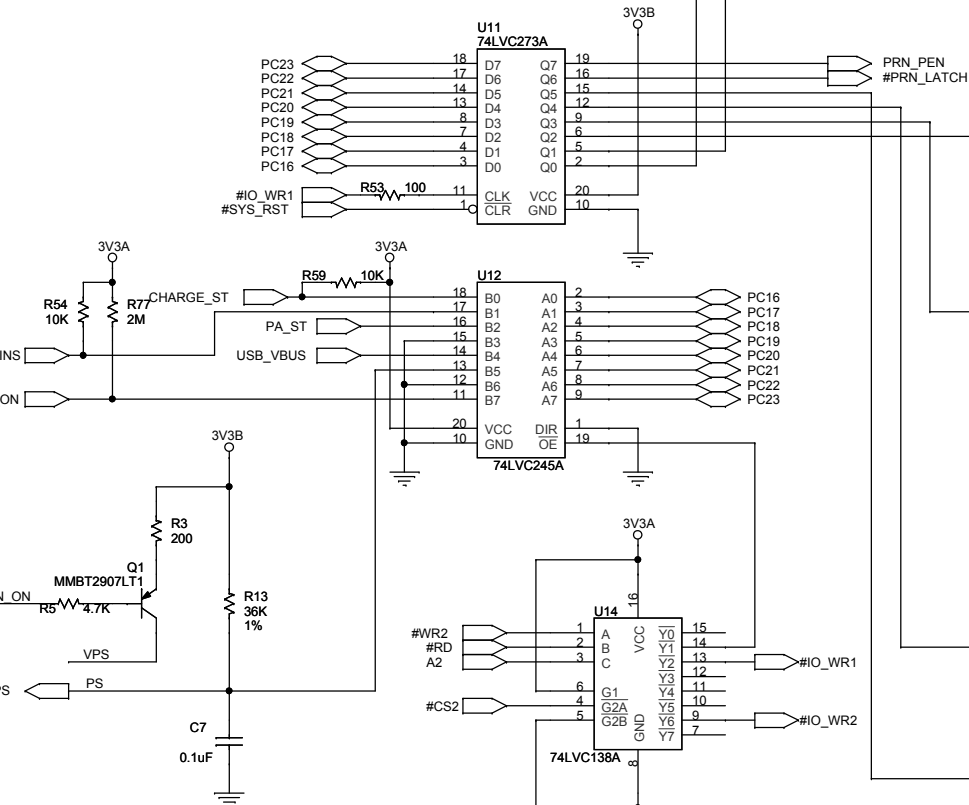 3V3B
U11
74LVC273A
PC23 18 D7 Q7 19 PRN_PEN
PC22 17 D6 Q6 16 #PRN_LATCH
PC21 14 D5 Q5 15
PC20 13 D4 Q4 12
PC19 8 D3 Q3 9
PC18 7 D2 Q2 6
PC17 4 D1 Q1 5
PC16 3 D0 Q0 2
#IO_WR1 R53 100 11 CLK VCC 20
#SYS_RST 1 CLR GND 10
3V3A
3V3A
R59 10K
U12
R54
10K
R77
2M
CHARGE_ST 18 B0 A0 2 PC16
17 B1 A1 3 PC17
PA_ST 16 B2 A2 4 PC18
15 B3 A3 5 PC19
INS USB_VBUS 14 B4 A4 6 PC20
13 B5 A5 7 PC21
12 B6 A6 8 PC22
ON 11 B7 A7 9 PC23
20 VCC DIR 1
10 GND OE 19
74LVC245A
3V3B
R3
200
3V3A
Q1
MMBT2907LT1
N_ON R5 4.7K
R13
36K
1%
VPS
PS PS
C7
0.1uF
16
U14
VCC
#WR2 1 A Y0 15
#RD 2 B Y1 14
A2 3 C Y2 13 #IO_WR1
Y3 12
6 G1 Y4 11
#CS2 4 G2A Y5 10
5 G2B Y6 9 #IO_WR2
Y7 7
GND
74LVC138A
8